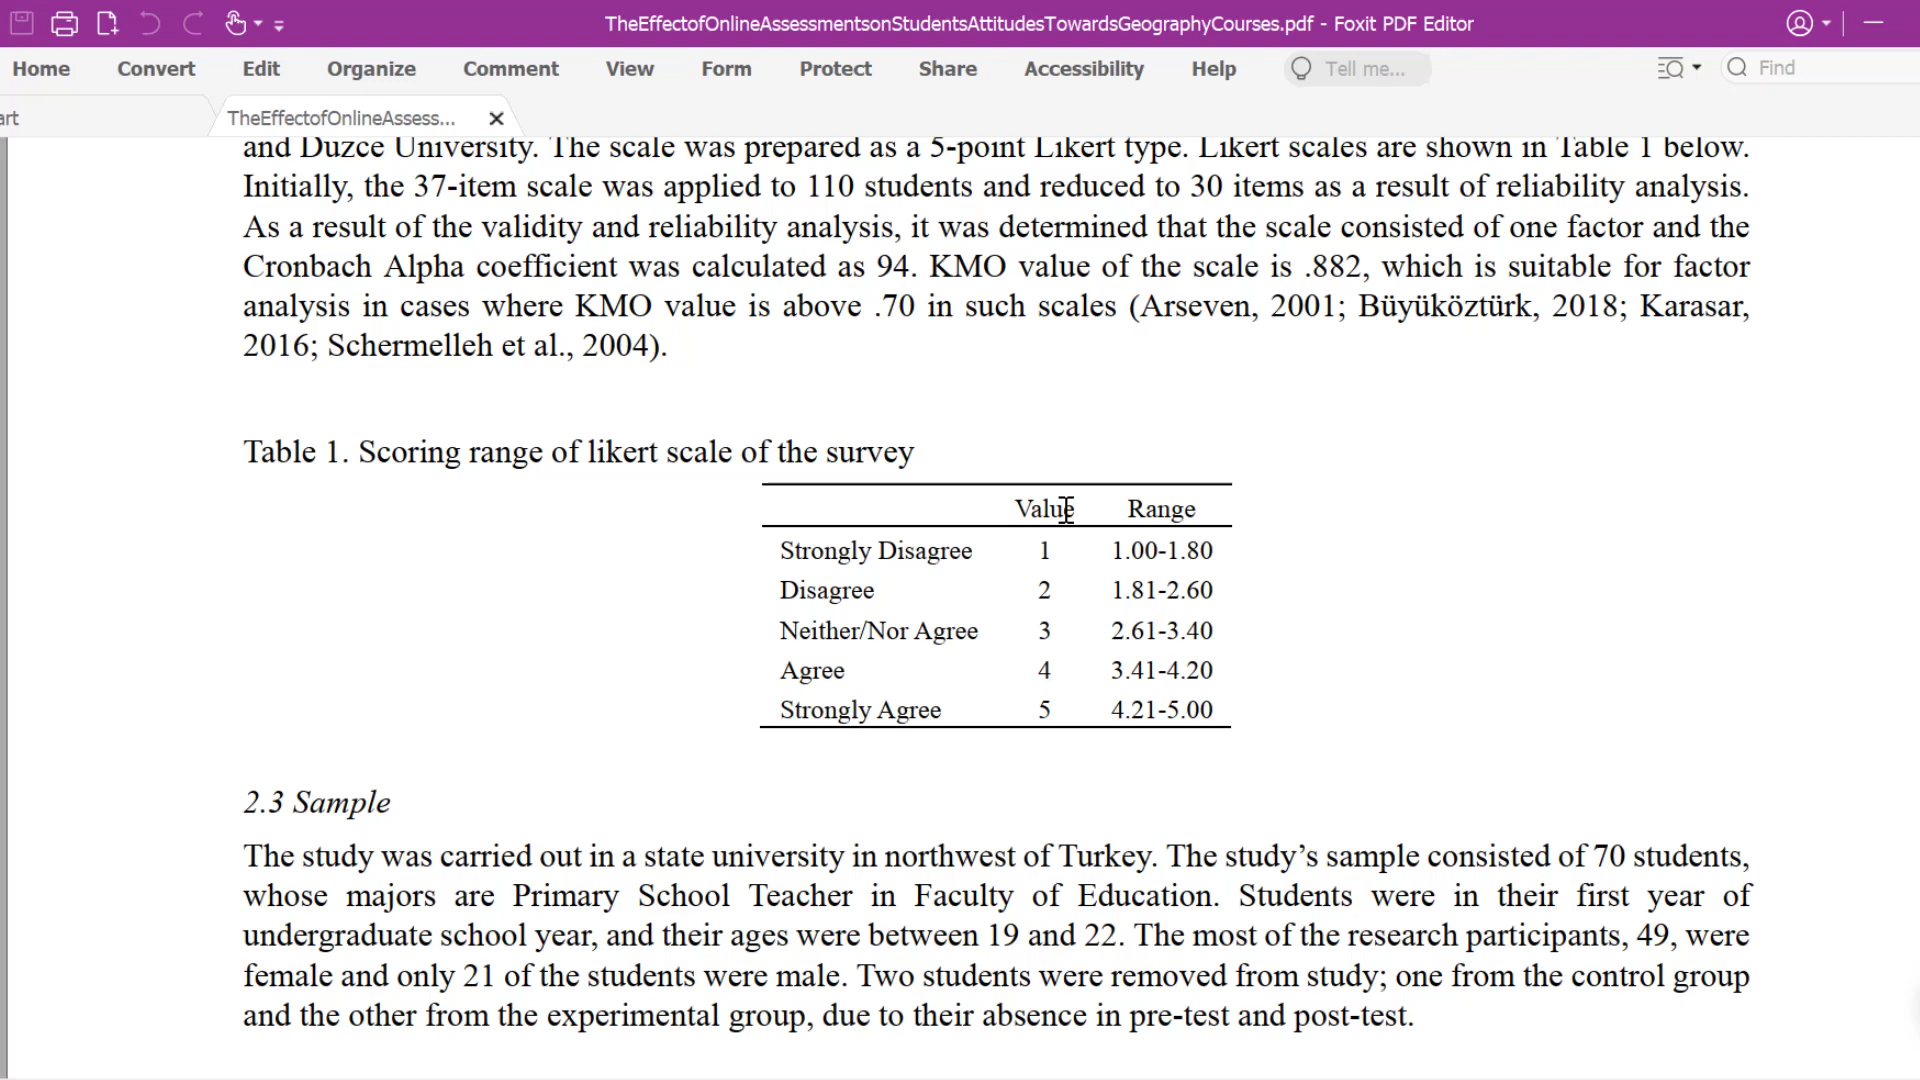 TheEffectofOnlineAssessmentsonStudentsAttitudesTowardsGeographyCourses.pdf - Foxit PDF Editor
Home Convert Edit Organize Comment View Form Protect Share Accessibility Help Tell me... Find
art TheEffectofOnlineAssess...
and Düzce University. The scale was prepared as a 5-point Likert type. Likert scales are shown in Table 1 below.
Initially, the 37-item scale was applied to 110 students and reduced to 30 items as a result of reliability analysis.
As a result of the validity and reliability analysis, it was determined that the scale consisted of one factor and the
Cronbach Alpha coefficient was calculated as 94. KMO value of the scale is .882, which is suitable for factor
analysis in cases where KMO value is above .70 in such scales (Arseven, 2001; Büyüköztürk, 2018; Karasar,
2016; Schermelleh et al., 2004).
Table 1. Scoring range of likert scale of the survey
Value Range
Strongly Disagree 1 1.00-1.80
Disagree 2 1.81-2.60
Neither/Nor Agree 3 2.61-3.40
Agree 4 3.41-4.20
Strongly Agree 5 4.21-5.00
2.3 Sample
The study was carried out in a state university in northwest of Turkey. The study’s sample consisted of 70 students,
whose majors are Primary School Teacher in Faculty of Education. Students were in their first year of
undergraduate school year, and their ages were between 19 and 22. The most of the research participants, 49, were
female and only 21 of the students were male. Two students were removed from study; one from the control group
and the other from the experimental group, due to their absence in pre-test and post-test.